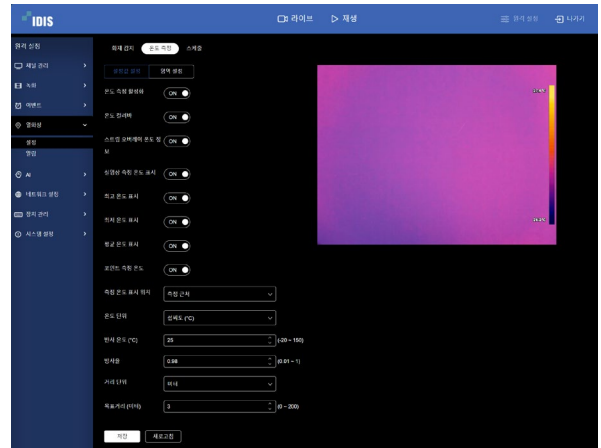 IDIS
라이브
재생
원격 설정
나가기
원격 설정
화재 감지
온도 측정
스케줄
채널 관리
녹화
이벤트
열화상
설정
알람
AI
네트워크 설정
장치 관리
시스템 설정
설정값 설정
영역 설정
온도 측정 활성화
ON
온도 컬러바
ON
스트림 오버레이 온도 정
보
ON
실영상 측정 온도 표시
ON
최고 온도 표시
ON
최저 온도 표시
ON
평균 온도 표시
ON
포인트 측정 온도
ON
측정 온도 표시 위치
측정 근처
온도 단위
섭씨도 (°C)
반사 온도 (°C)
25
(-20 ~ 150)
방사율
0.98
(0.01 ~ 1)
거리 단위
미터
목표거리 (미터)
3
(0 ~ 200)
저장
새로고침